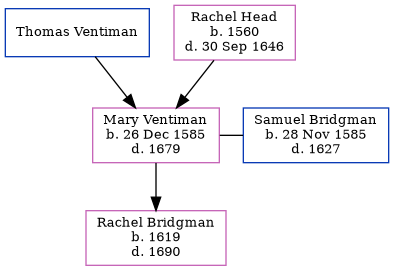 Thomas Ventiman
Rachel Head
b. 1560
d. 30 Sep 1646
Mary Ventiman
b. 26 Dec 1585
d. 1679
Samuel Bridgman
b. 28 Nov 1585
d. 1627
Rachel Bridgman
b. 1619
d. 1690